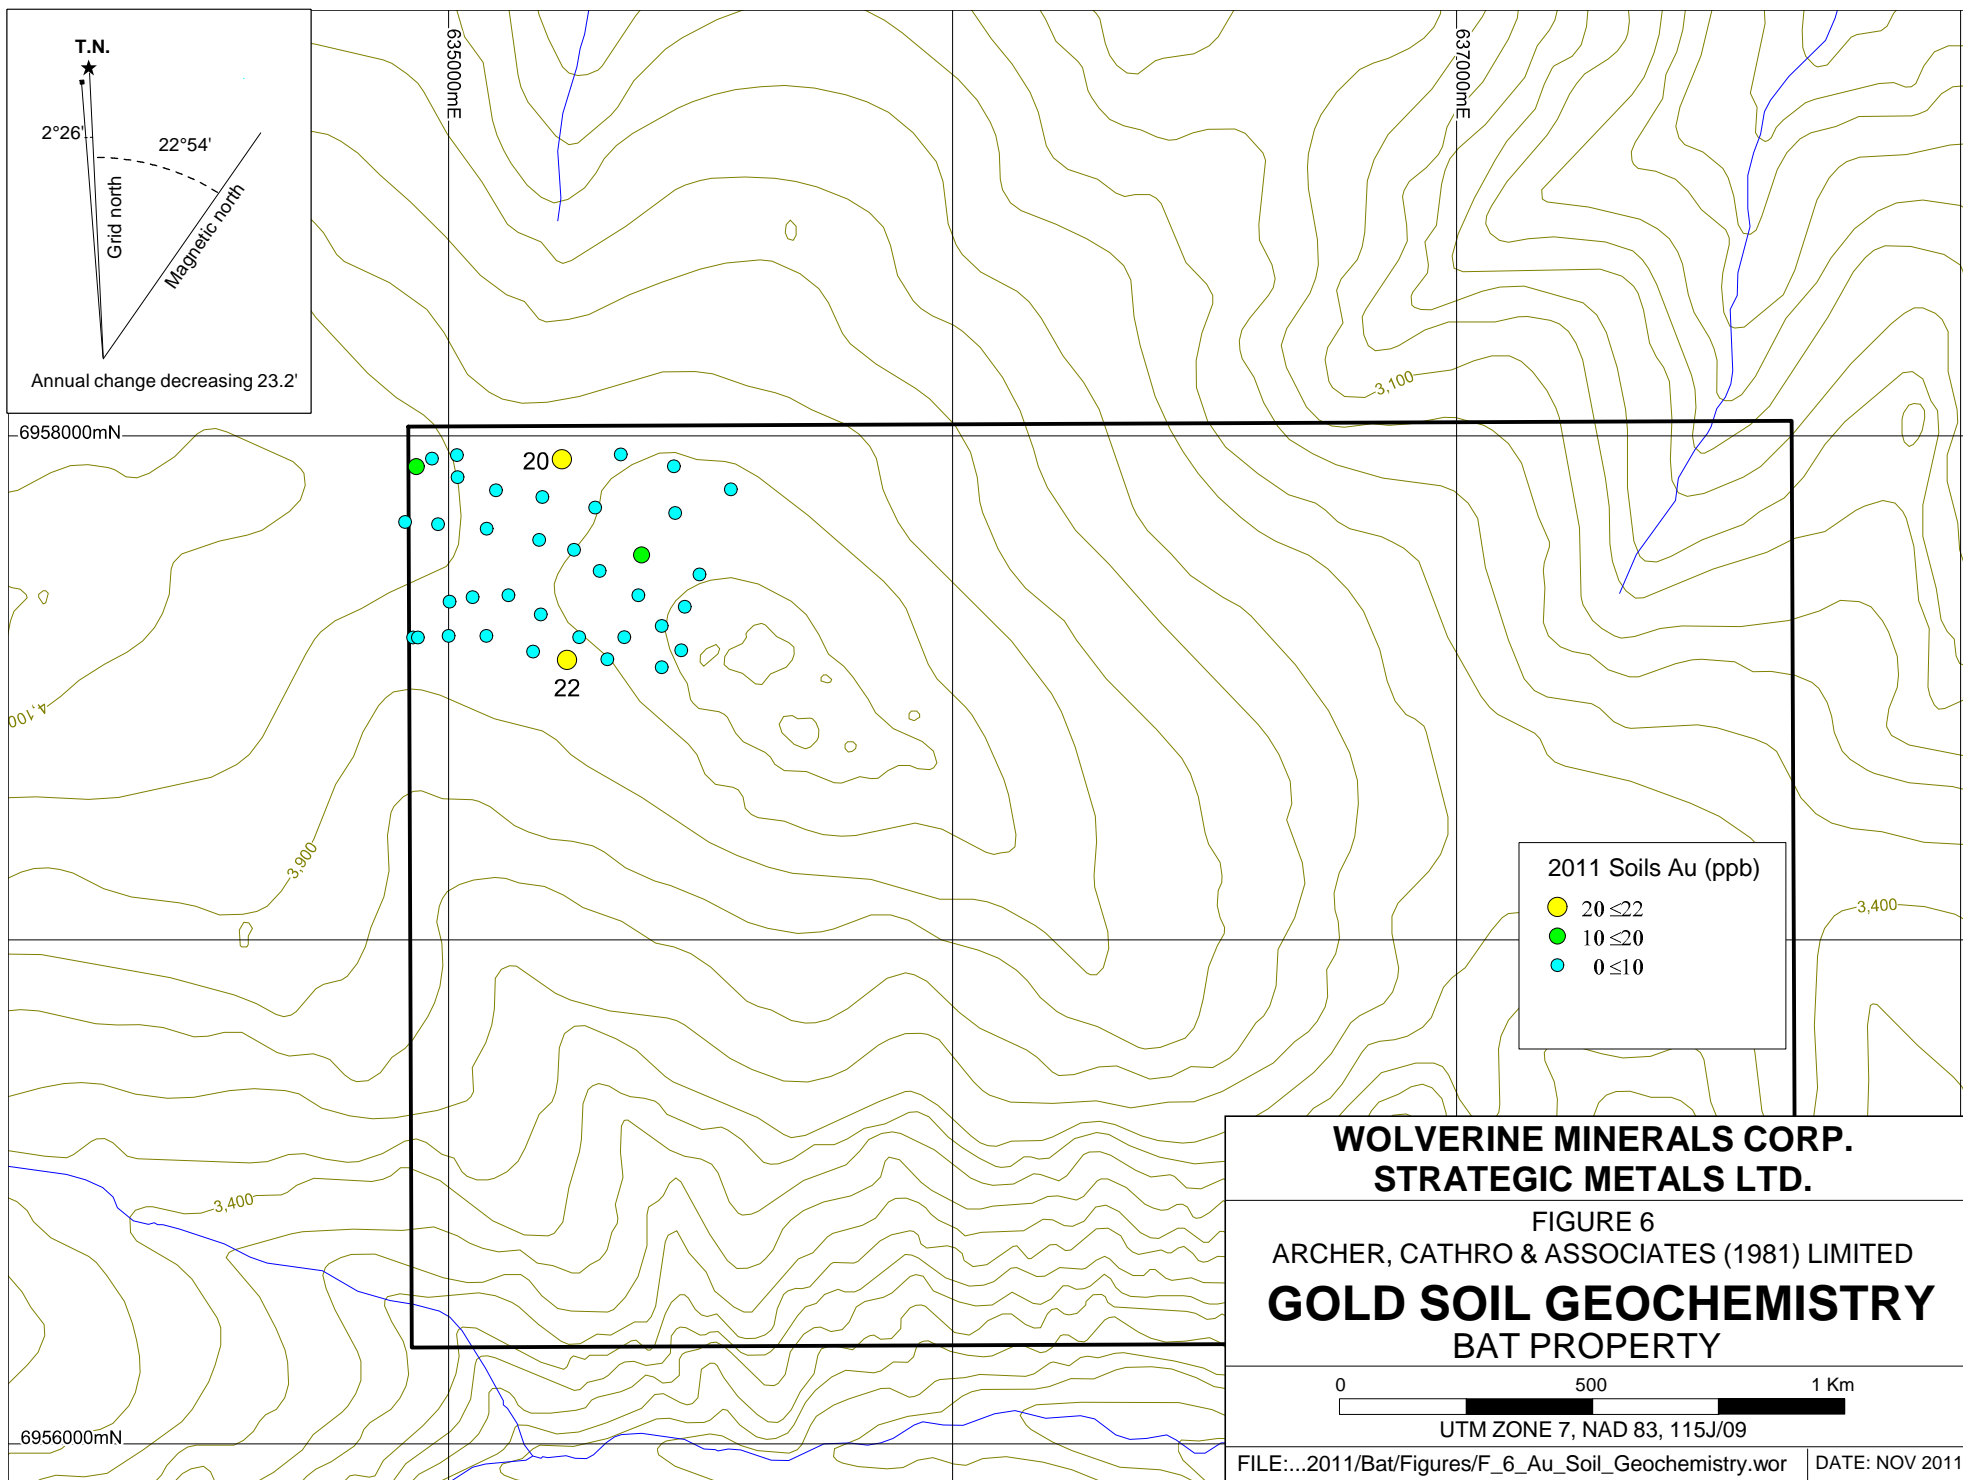 T.N.
2°26'
22°54'
Grid north
Magnetic north
Annual change decreasing 23.2'
635000mE
637000mE
3,100
6958000mN
20
22
4,100
3,900
2011 Soils Au (ppb)
20 ≤22
10 ≤20
0 ≤10
3,400
3,400
WOLVERINE MINERALS CORP.
STRATEGIC METALS LTD.
FIGURE 6
ARCHER, CATHRO & ASSOCIATES (1981) LIMITED
GOLD SOIL GEOCHEMISTRY
BAT PROPERTY
0 500 1 Km
UTM ZONE 7, NAD 83, 115J/09
6956000mN
FILE:...2011/Bat/Figures/F_6_Au_Soil_Geochemistry.wor DATE: NOV 2011